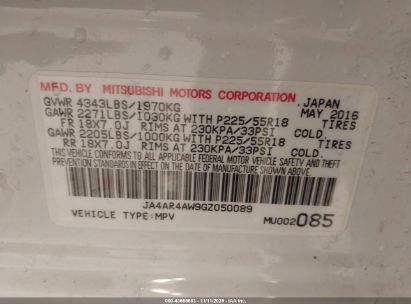 MFD. BY MITSUBISHI MOTORS CORPORATION JAPAN
GVWR 4343LBS/1970KG MAY 2016
GAWR 2271LBS/1030KG WITH P225/55R18 TIRES
FR 18X7.0J RIMS AT 230KPA/33PSI COLD.
GAWR 2205LBS/1000KG WITH P225/55R18 TIRES
RR 18X7.0J RIMS AT 230KPA/33PSI COLD.
THIS VEHICLE CONFORMS TO ALL APPLICABLE FEDERAL MOTOR VEHICLE SAFETY AND THEFT
PREVENTION STANDARDS IN EFFECT ON THE DATE OF MANUFACTURE SHOWN ABOVE.
JA4AR4AW9GZ050089
VEHICLE TYPE:MPV MU002085